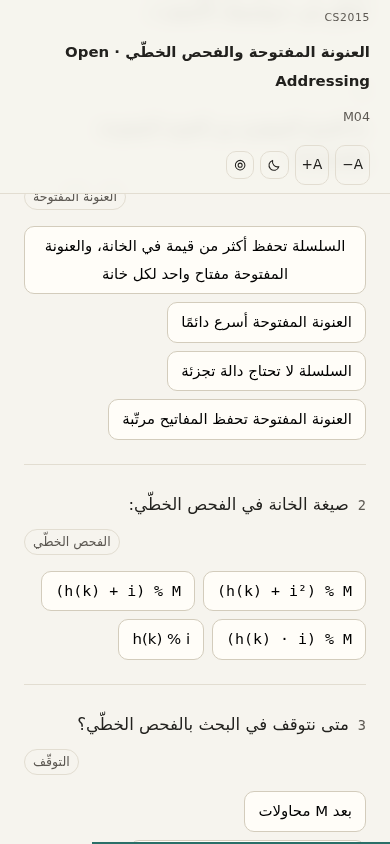 CS2015
العنونة المفتوحة والفحص الخطّي · Open
Addressing
M04
A−
A+
العنونة المفتوحة
السلسلة تحفظ أكثر من قيمة في الخانة، والعنونة
المفتوحة مفتاح واحد لكل خانة
العنونة المفتوحة أسرع دائمًا
السلسلة لا تحتاج دالة تجزئة
العنونة المفتوحة تحفظ المفاتيح مرتّبة
2 صيغة الخانة في الفحص الخطّي:
الفحص الخطّي
(h(k) + i²) % M
(h(k) + i) % M
(h(k) · i) % M
h(k) % i
3 متى نتوقف في البحث بالفحص الخطّي؟
التوقّف
بعد M محاولات